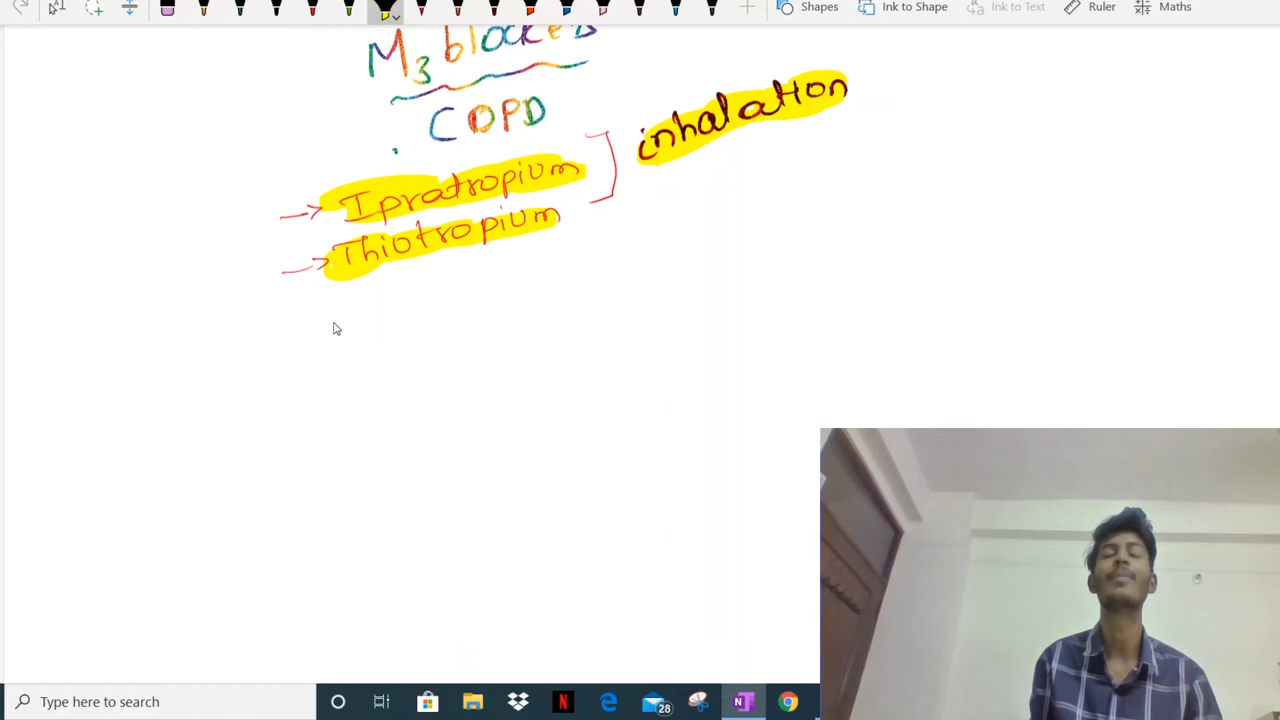 Shapes
Ink to Shape
Ink to Text
Ruler
Maths
M3 blockers
COPD
inhalation
→ Ipratropium
→ Thiotropium
Type here to search
28